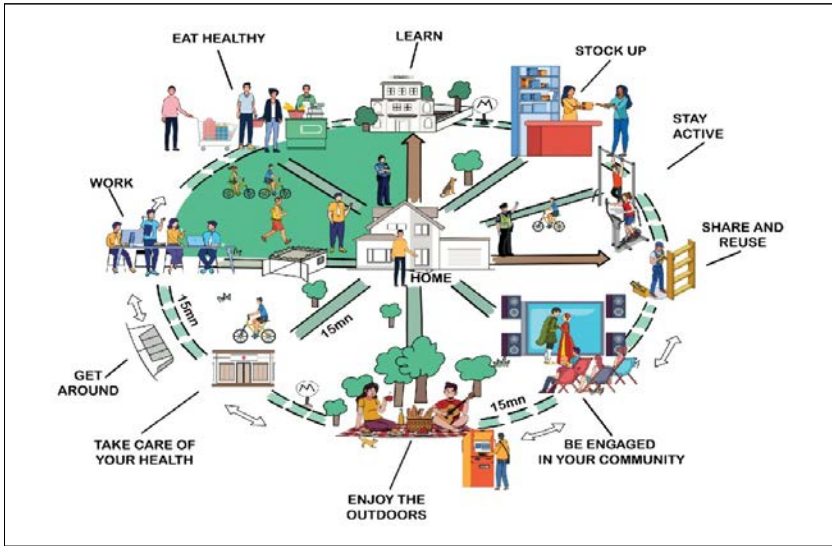 EAT HEALTHY
LEARN
STOCK UP
STAY
ACTIVE
WORK
SHARE AND
REUSE
HOME
15mn
15mn
GET
AROUND
M
M
15mn
TAKE CARE OF
YOUR HEALTH
BE ENGAGED
IN YOUR COMMUNITY
ENJOY THE
OUTDOORS